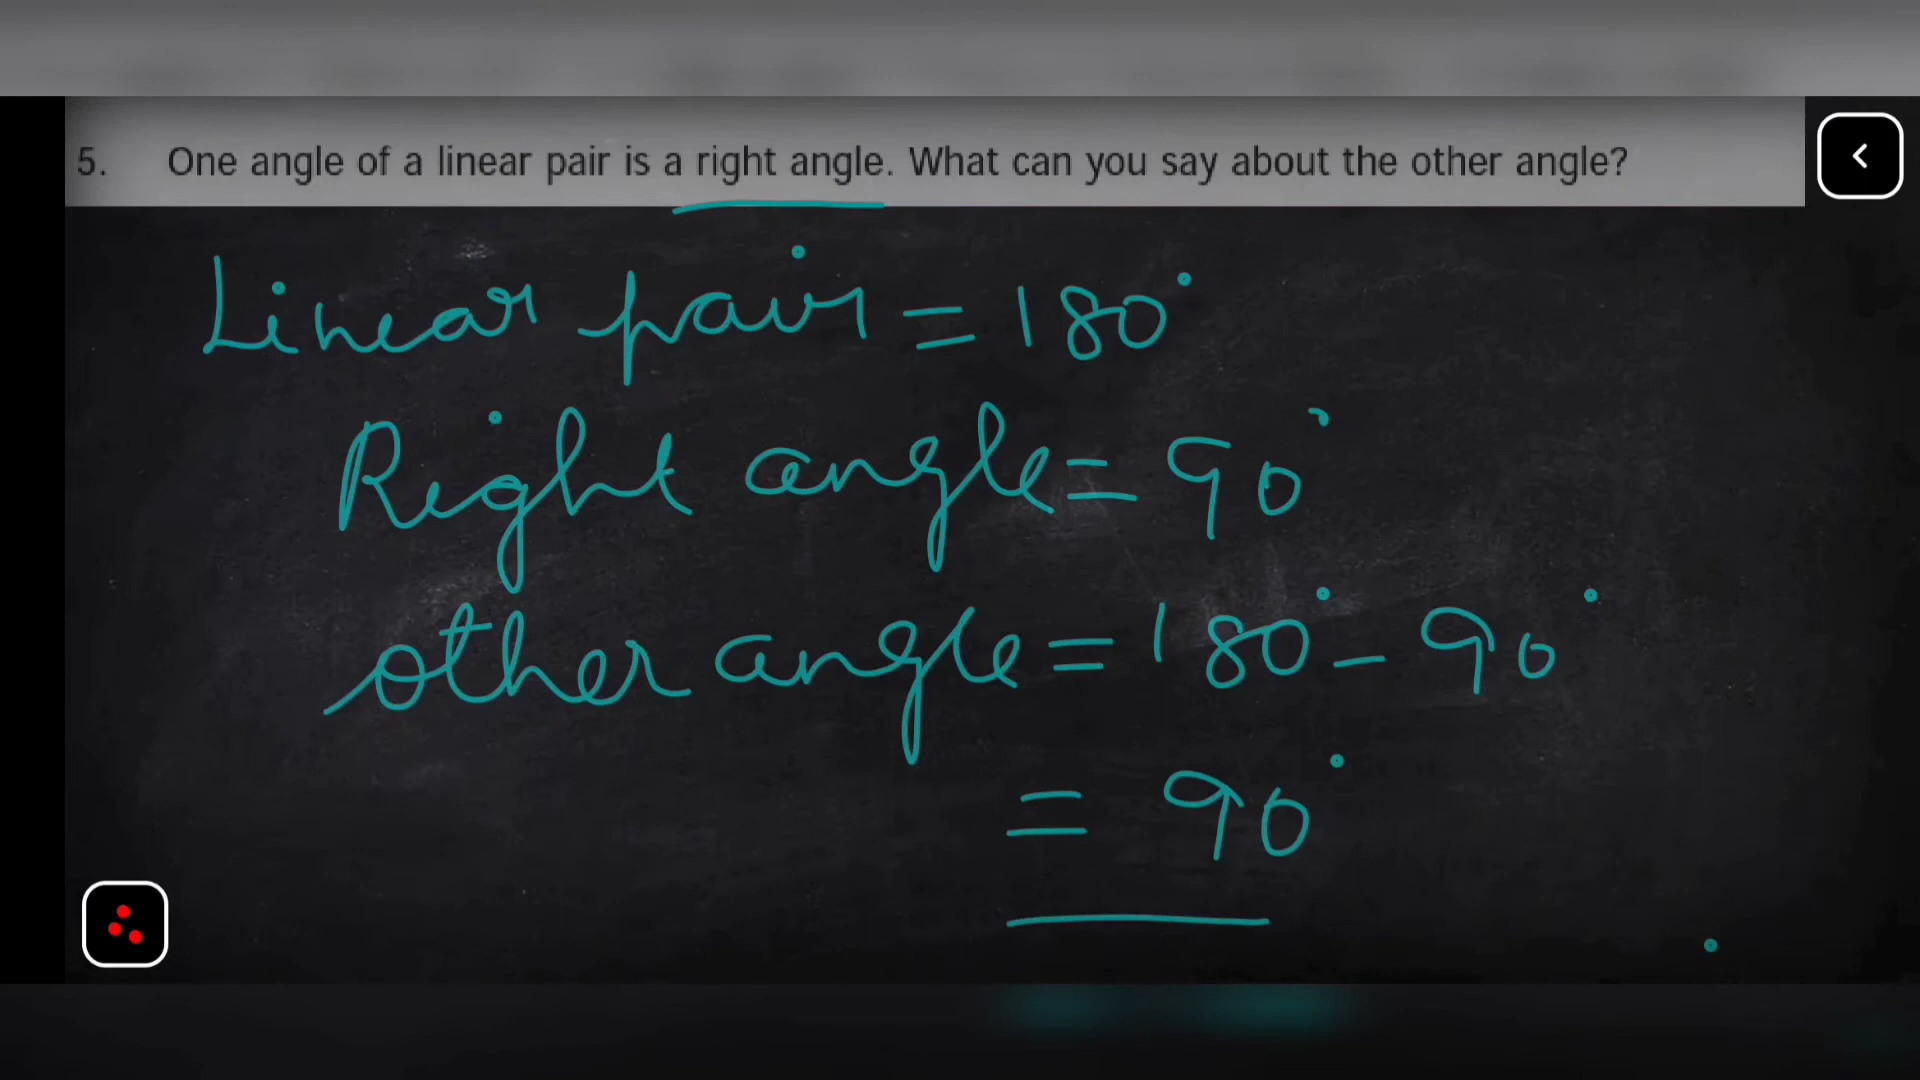 5. One angle of a linear pair is a right angle. What can you say about the other angle?
Linear pair = 180°
Right angle = 90°
other angle = 180° - 90°
= 90°